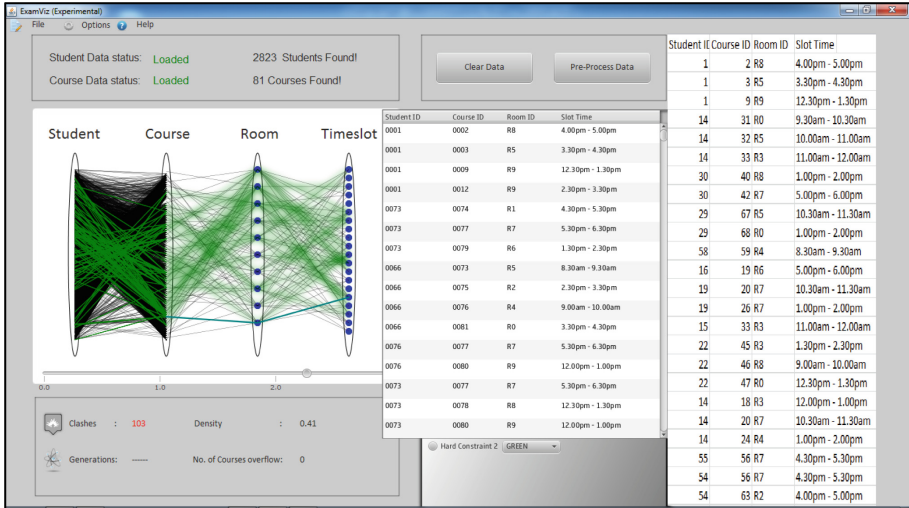 ExamViz (Experimental)
File Options Help
Student Data status: Loaded 2823 Students Found!
Course Data status: Loaded 81 Courses Found!
Clear Data Pre-Process Data
Student Course Room Timeslot
0.0 1.0 2.0
Clashes : 103 Density : 0.41
Generations: ------ No. of Courses overflow: 0
Student ID Course ID Room ID Slot Time
0001 0002 R8 4.00pm - 5.00pm
0001 0003 R5 3.30pm - 4.30pm
0001 0009 R9 12.30pm - 1.30pm
0001 0012 R9 2.30pm - 3.30pm
0073 0074 R1 4.30pm - 5.30pm
0073 0077 R7 5.30pm - 6.30pm
0073 0079 R6 1.30pm - 2.30pm
0066 0073 R5 8.30am - 9.30am
0066 0075 R2 2.30pm - 3.30pm
0066 0076 R4 9.00am - 10.00am
0066 0081 R0 3.30pm - 4.30pm
0076 0077 R7 5.30pm - 6.30pm
0076 0080 R9 12.00pm - 1.00pm
0073 0077 R7 5.30pm - 6.30pm
0073 0078 R8 12.30pm - 1.30pm
0073 0080 R9 12.00pm - 1.00pm
Hard Constraint 2 GREEN
Student IC Course ID Room ID Slot Time
1 2 R8 4.00pm - 5.00pm
1 3 R5 3.30pm - 4.30pm
1 9 R9 12.30pm - 1.30pm
14 31 R0 9.30am - 10.30am
14 32 R5 10.00am - 11.00am
14 33 R3 11.00am - 12.00am
30 40 R8 1.00pm - 2.00pm
30 42 R7 5.00pm - 6.00pm
29 67 R5 10.30am - 11.30am
29 68 R0 1.00pm - 2.00pm
58 59 R4 8.30am - 9.30am
16 19 R6 5.00pm - 6.00pm
19 20 R7 10.30am - 11.30am
19 26 R7 1.00pm - 2.00pm
15 33 R3 11.00am - 12.00am
22 45 R3 1.30pm - 2.30pm
22 46 R8 9.00am - 10.00am
22 47 R0 12.30pm - 1.30pm
14 18 R3 12.00pm - 1.00pm
14 20 R7 10.30am - 11.30am
14 24 R4 1.00pm - 2.00pm
55 56 R7 4.30pm - 5.30pm
54 56 R7 4.30pm - 5.30pm
54 63 R2 4.00pm - 5.00pm